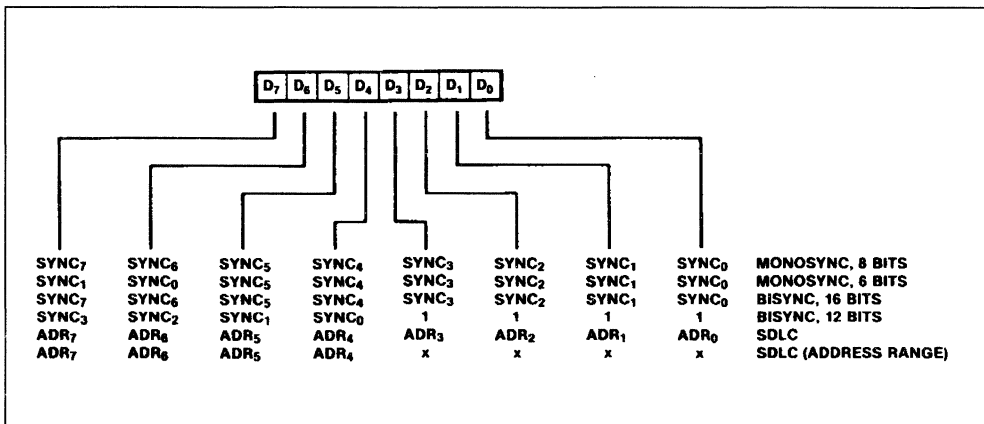 D₇ D₆ D₅ D₄ D₃ D₂ D₁ D₀
SYNC₇ SYNC₆ SYNC₅ SYNC₄ SYNC₃ SYNC₂ SYNC₁ SYNC₀ MONOSYNC, 8 BITS
SYNC₁ SYNC₀ SYNC₅ SYNC₄ SYNC₃ SYNC₂ SYNC₁ SYNC₀ MONOSYNC, 6 BITS
SYNC₇ SYNC₆ SYNC₅ SYNC₄ SYNC₃ SYNC₂ SYNC₁ SYNC₀ BISYNC, 16 BITS
SYNC₃ SYNC₂ SYNC₁ SYNC₀ 1 1 1 1 BISYNC, 12 BITS
ADR₇ ADR₆ ADR₅ ADR₄ ADR₃ ADR₂ ADR₁ ADR₀ SDLC
ADR₇ ADR₆ ADR₅ ADR₄ x x x x SDLC (ADDRESS RANGE)